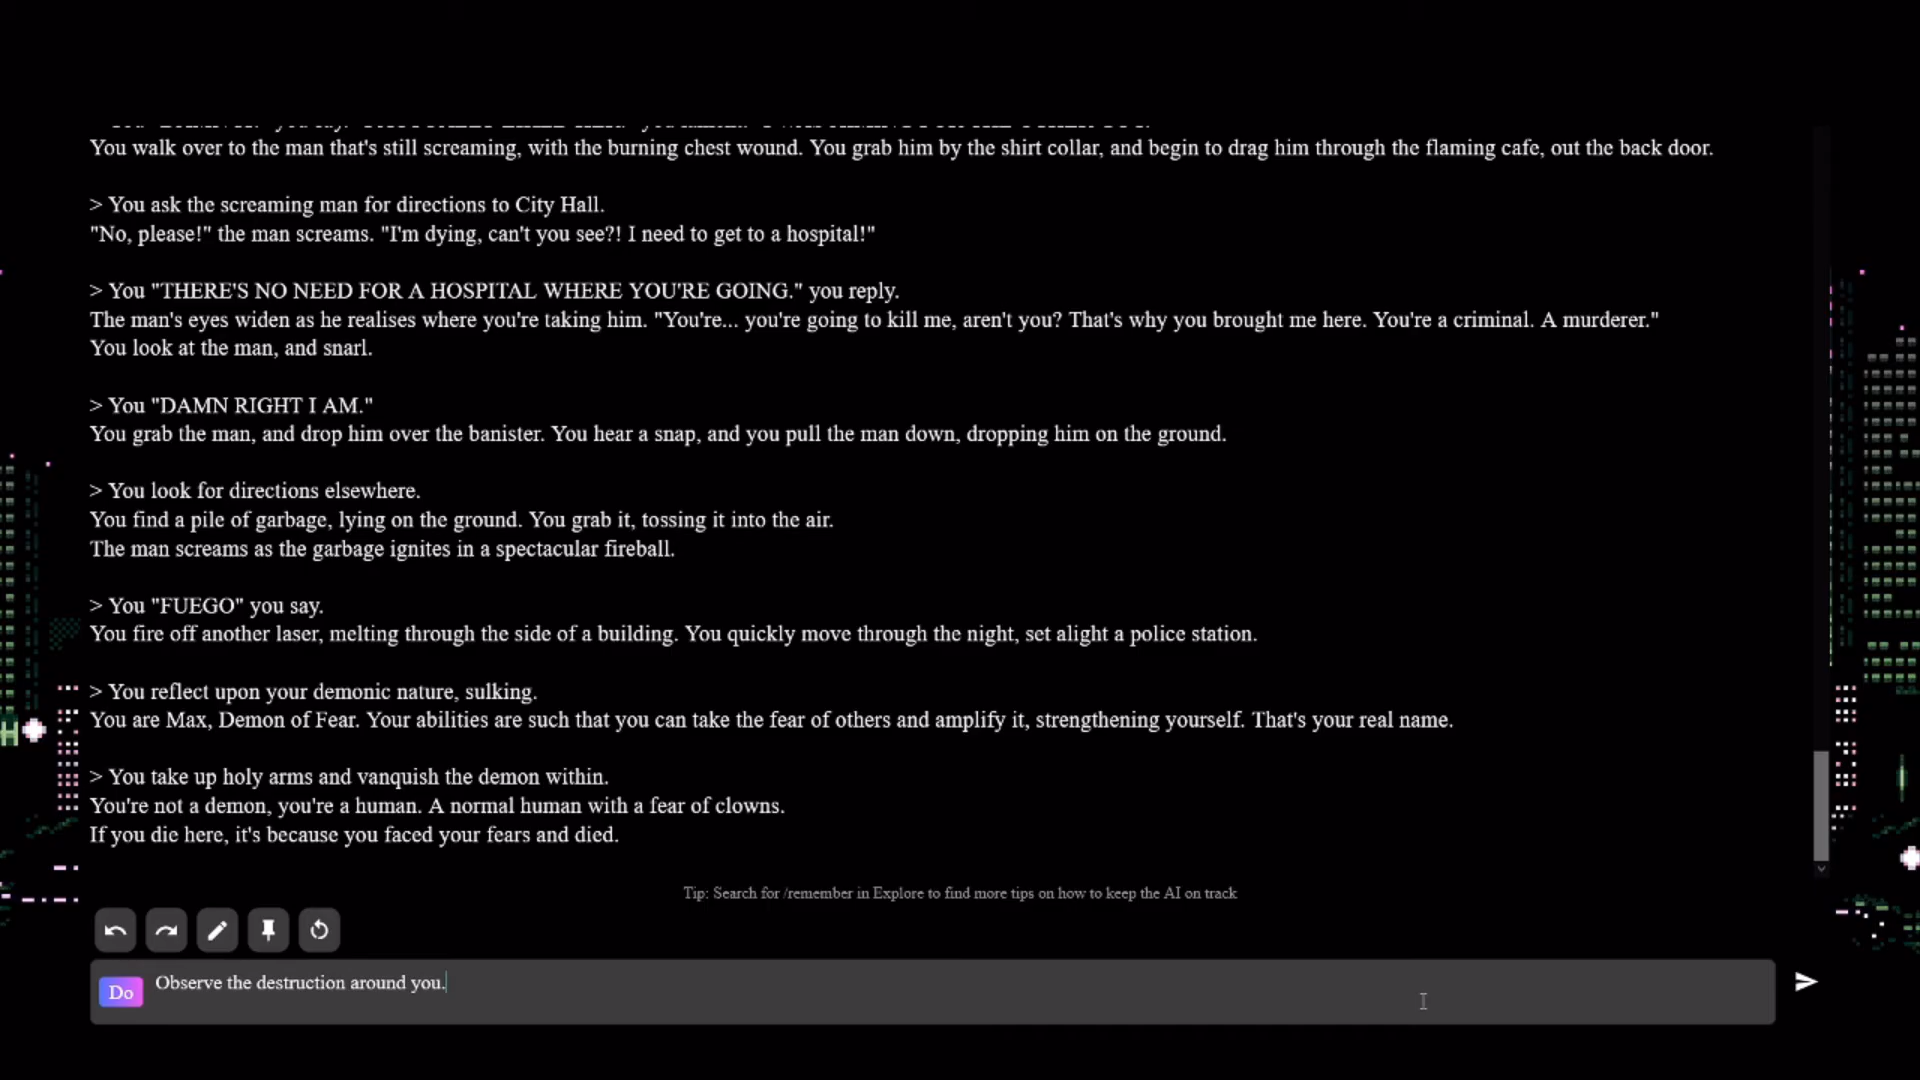 You walk over to the man that's still screaming, with the burning chest wound. You grab him by the shirt collar, and begin to drag him through the flaming cafe, out the back door.
> You ask the screaming man for directions to City Hall.
"No, please!" the man screams. "I'm dying, can't you see?! I need to get to a hospital!"
> You "THERE'S NO NEED FOR A HOSPITAL WHERE YOU'RE GOING." you reply.
The man's eyes widen as he realises where you're taking him. "You're... you're going to kill me, aren't you? That's why you brought me here. You're a criminal. A murderer."
You look at the man, and snarl.
> You "DAMN RIGHT I AM."
You grab the man, and drop him over the banister. You hear a snap, and you pull the man down, dropping him on the ground.
> You look for directions elsewhere.
You find a pile of garbage, lying on the ground. You grab it, tossing it into the air.
The man screams as the garbage ignites in a spectacular fireball.
> You "FUEGO" you say.
You fire off another laser, melting through the side of a building. You quickly move through the night, set alight a police station.
> You reflect upon your demonic nature, sulking.
You are Max, Demon of Fear. Your abilities are such that you can take the fear of others and amplify it, strengthening yourself. That's your real name.
> You take up holy arms and vanquish the demon within.
You're not a demon, you're a human. A normal human with a fear of clowns.
If you die here, it's because you faced your fears and died.
Tip: Search for /remember in Explore to find more tips on how to keep the AI on track
Do Observe the destruction around you.